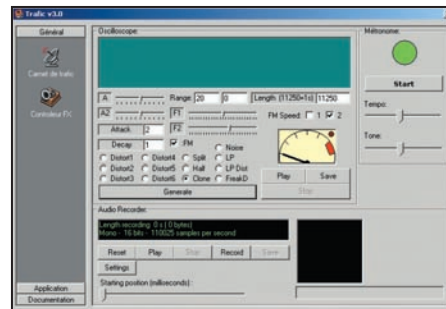 Trafic v3.0
Général
Carnet de trafic
Controleur FX
Application
Documentation
Oscilloscope:
A
Range: 20 0 Length: (11250=1s) 11250
A2 F1 FM Speed: 1 2
Attack 2 F2
Decay 1 FM
Noise
Distort1 Distort4 Split LP
Distort2 Distort5 Half LP Dist
Distort3 Distort6 Clone FreakD
Play Save
Generate Stop
Audio Recorder:
Length recording 0 s ( 0 bytes)
Mono - 16 bits - 110025 samples per second
Reset Play Stop Record Save
Settings
Starting position (milliseconds) :
Métronome:
Start
Tempo:
Tone: